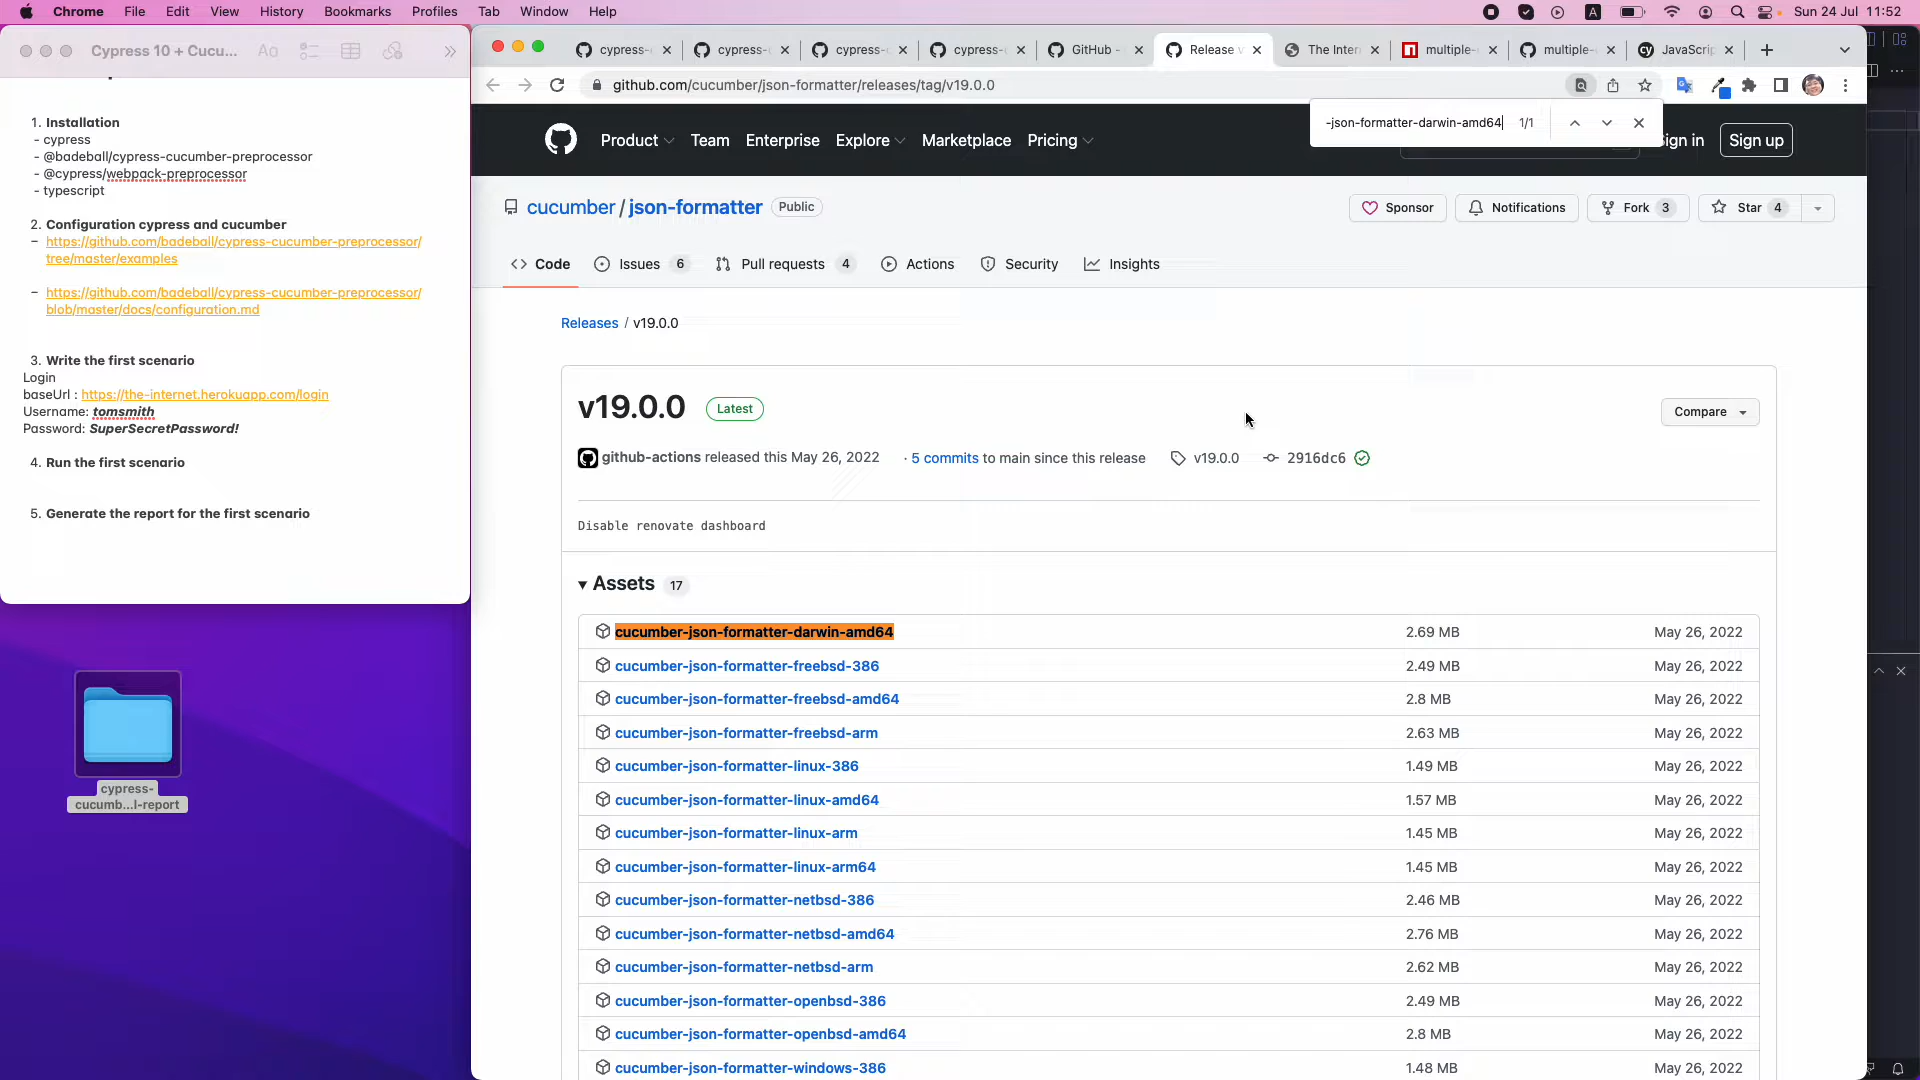 Chrome File Edit View History Bookmarks Profiles Tab Window Help
A
Sun 24 Jul 11:52
Cypress 10 + Cucu...
Aa
1. Installation
- cypress
- @badeball/cypress-cucumber-preprocessor
- @cypress/webpack-preprocessor
- typescript
2. Configuration cypress and cucumber
– https://github.com/badeball/cypress-cucumber-preprocessor/
tree/master/examples
– https://github.com/badeball/cypress-cucumber-preprocessor/
blob/master/docs/configuration.md
3. Write the first scenario
Login
baseUrl : https://the-internet.herokuapp.com/login
Username: tomsmith
Password: SuperSecretPassword!
4. Run the first scenario
5. Generate the report for the first scenario
cypress-
cucumb...l-report
cypress-
cypress-
cypress-
cypress-
GitHub -
Release v
The Inter
multiple-
multiple-
cy JavaScrip
github.com/cucumber/json-formatter/releases/tag/v19.0.0
-json-formatter-darwin-amd64 1/1
Product Team Enterprise Explore Marketplace Pricing
Sign in Sign up
cucumber / json-formatter Public
Sponsor Notifications Fork 3 Star 4
Code Issues 6 Pull requests 4 Actions Security Insights
Releases / v19.0.0
v19.0.0 Latest
Compare
github-actions released this May 26, 2022 · 5 commits to main since this release v19.0.0 2916dc6
Disable renovate dashboard
Assets 17
cucumber-json-formatter-darwin-amd64 2.69 MB May 26, 2022
cucumber-json-formatter-freebsd-386 2.49 MB May 26, 2022
cucumber-json-formatter-freebsd-amd64 2.8 MB May 26, 2022
cucumber-json-formatter-freebsd-arm 2.63 MB May 26, 2022
cucumber-json-formatter-linux-386 1.49 MB May 26, 2022
cucumber-json-formatter-linux-amd64 1.57 MB May 26, 2022
cucumber-json-formatter-linux-arm 1.45 MB May 26, 2022
cucumber-json-formatter-linux-arm64 1.45 MB May 26, 2022
cucumber-json-formatter-netbsd-386 2.46 MB May 26, 2022
cucumber-json-formatter-netbsd-amd64 2.76 MB May 26, 2022
cucumber-json-formatter-netbsd-arm 2.62 MB May 26, 2022
cucumber-json-formatter-openbsd-386 2.49 MB May 26, 2022
cucumber-json-formatter-openbsd-amd64 2.8 MB May 26, 2022
cucumber-json-formatter-windows-386 1.48 MB May 26, 2022